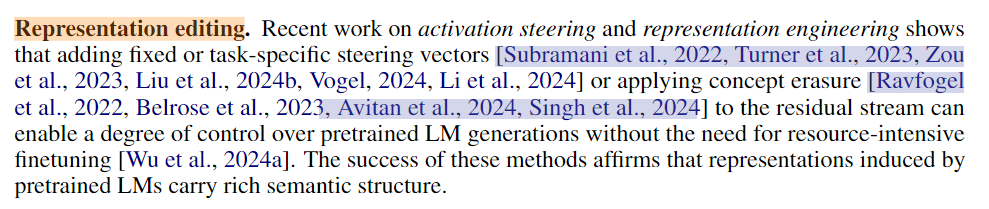 Representation editing. Recent work on activation steering and representation engineering shows
that adding fixed or task-specific steering vectors [Subramani et al., 2022, Turner et al., 2023, Zou
et al., 2023, Liu et al., 2024b, Vogel, 2024, Li et al., 2024] or applying concept erasure [Ravfogel
et al., 2022, Belrose et al., 2023, Avitan et al., 2024, Singh et al., 2024] to the residual stream can
enable a degree of control over pretrained LM generations without the need for resource-intensive
finetuning [Wu et al., 2024a]. The success of these methods affirms that representations induced by
pretrained LMs carry rich semantic structure.